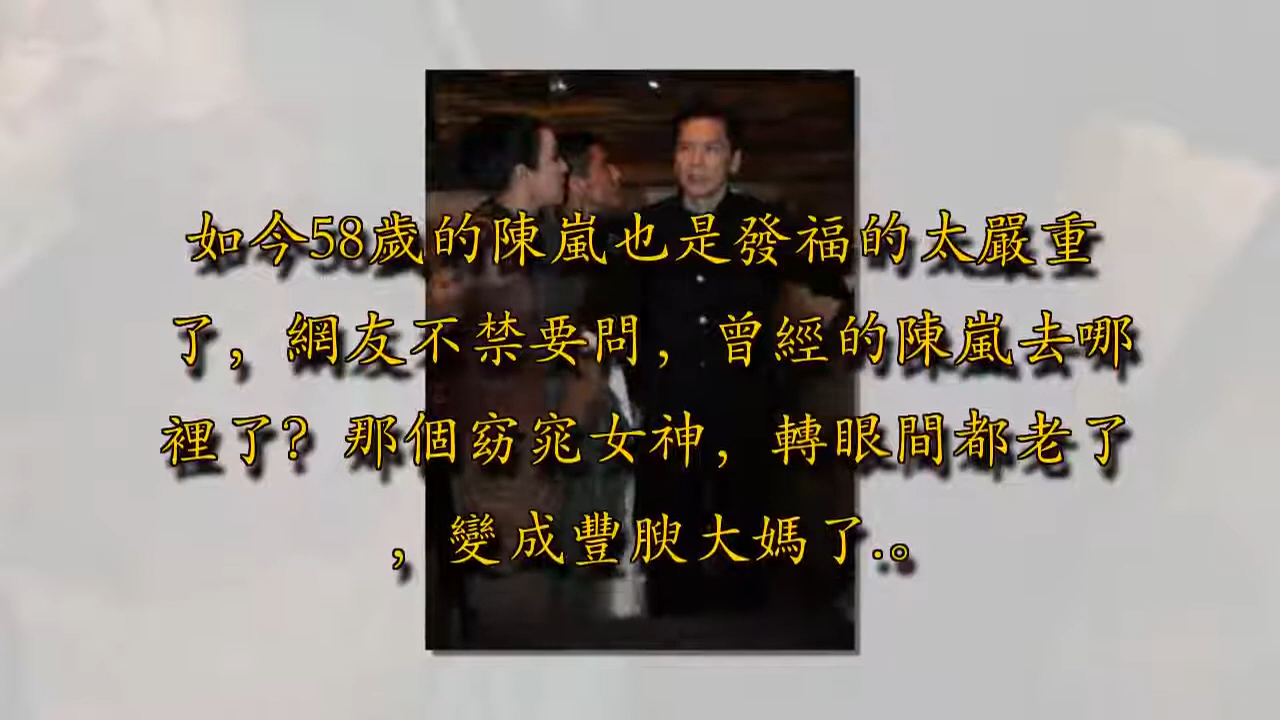 如今58歲的陳嵐也是發福的太嚴重
了，網友不禁要問，曾經的陳嵐去哪
裡了？那個窈窕女神，轉眼間都老了
，變成豐腴大媽了.。